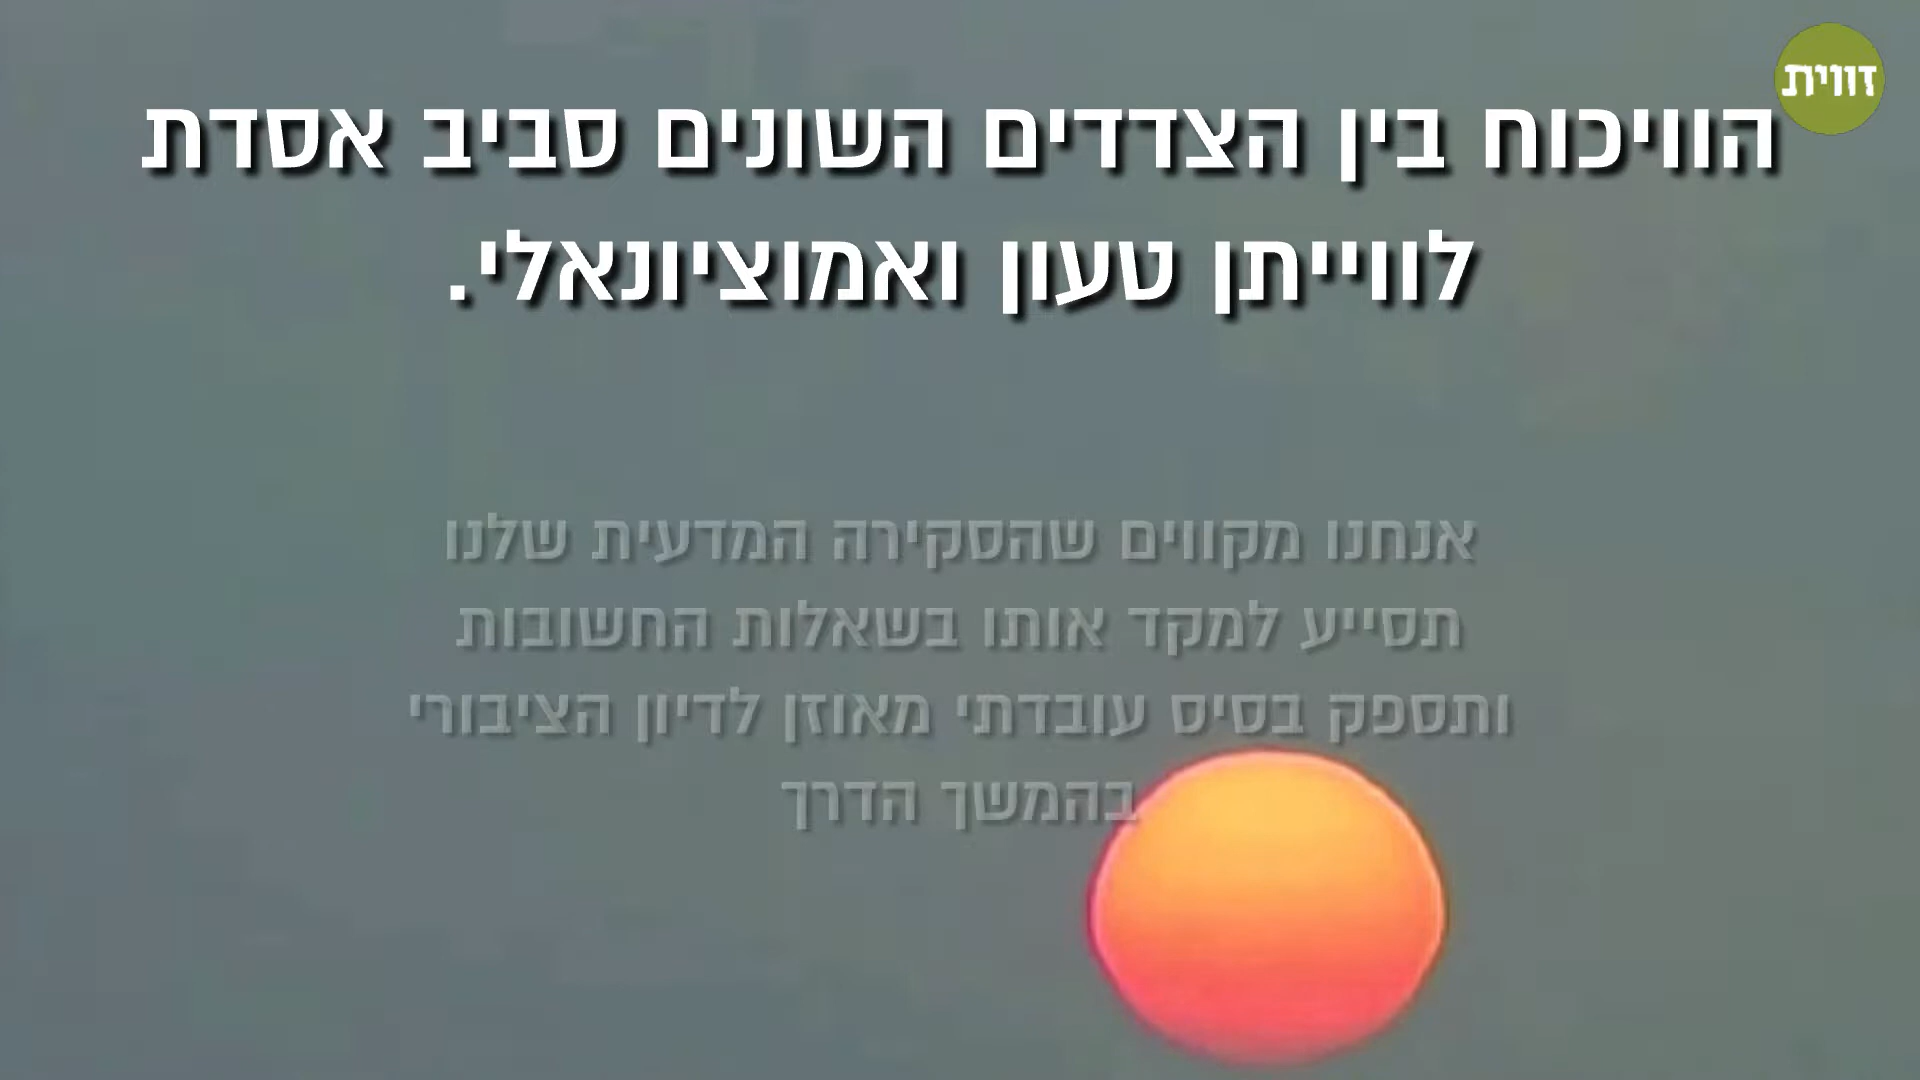 זווית
הוויכוח בין הצדדים השונים סביב אסדת
לווייתן טעון ואמוציונאלי.
אנחנו מקווים שהסקירה המדעית שלנו
תסייע למקד אותו בשאלות החשובות
ותספק בסיס עובדתי מאוזן לדיון הציבורי
בהמשך הדרך